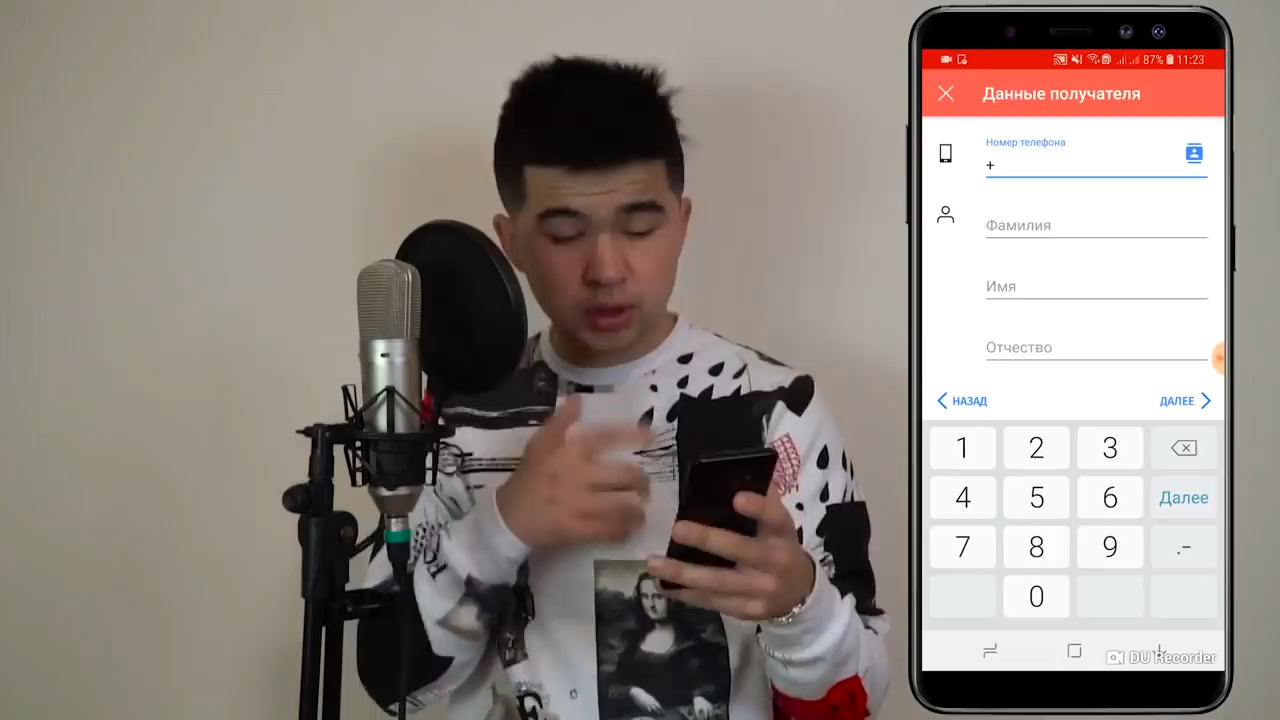 87% 11:23
Данные получателя
Номер телефона
+
Фамилия
Имя
Отчество
НАЗАД
ДАЛЕЕ
1 2 3
4 5 6 Далее
7 8 9 .-
0
DU Recorder